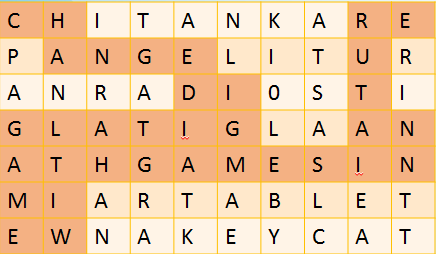 C H I T A N K A R E
P A N G E L I T U R
A N R A D I 0 S T I
G L A T I G L A A N
A T H G A M E S I N
M I A R T A B L E T
E W N A K E Y C A T